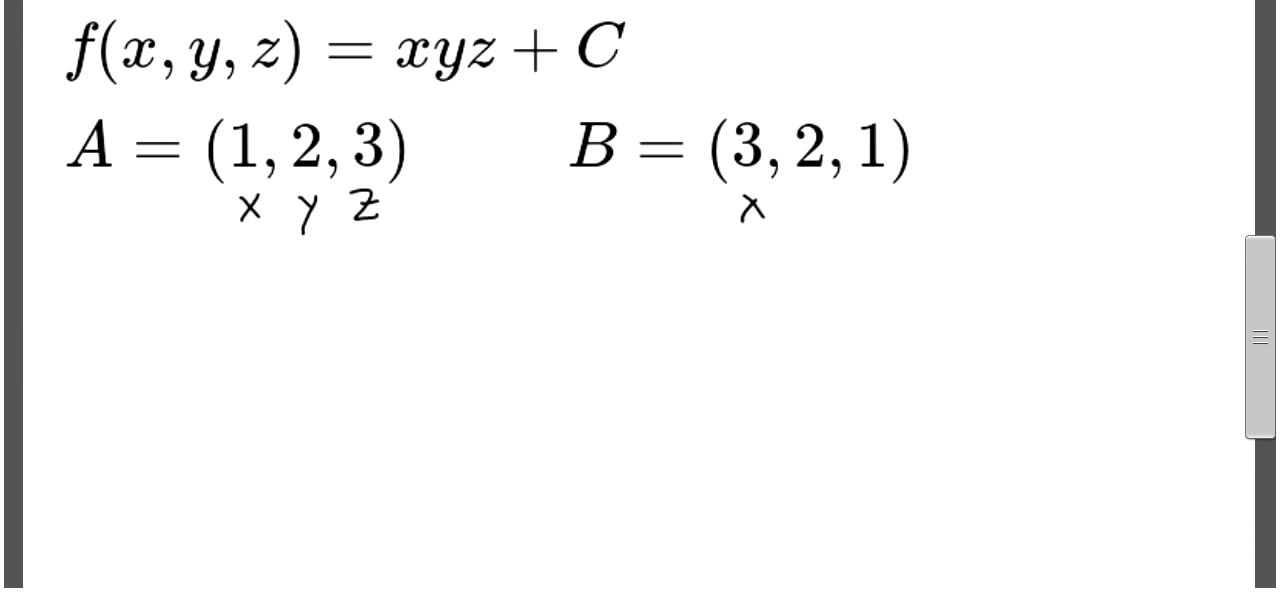 f(x, y, z) = xyz + C
A = (1, 2, 3) B = (3, 2, 1)
x y z x